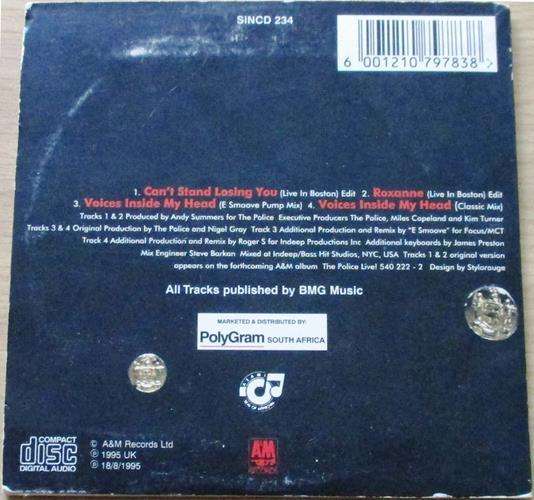 SINCD 234
6 001210 797838 >
1. Can't Stand Losing You (Live In Boston) Edit 2. Roxanne (Live In Boston) Edit
3. Voices Inside My Head (E Smoove Pump Mix) 4. Voices Inside My Head (Classic Mix)
Tracks 1 & 2 Produced by Andy Summers for The Police Executive Producers The Police, Miles Copeland and Kim Turner
Tracks 3 & 4 Original Production by The Police and Nigel Gray Track 3 Additional Production and Remix by "E Smoove" for Focus/MCT
Track 4 Additional Production and Remix by Roger S for Indeep Productions Inc Additional keyboards by James Preston
Mix Engineer Steve Barkan Mixed at Indeep/Bass Hit Studios, NYC, USA Tracks 1 & 2 original version
appears on the forthcoming A&M album The Police Live! 540 222 - 2 Design by Stylorouge
All Tracks published by BMG Music
MARKETED & DISTRIBUTED BY:
PolyGram SOUTH AFRICA
COMPACT
disc
DIGITAL AUDIO
© A&M Records Ltd
℗ 1995 UK
℗ 18/8/1995
A&M
RECORDS